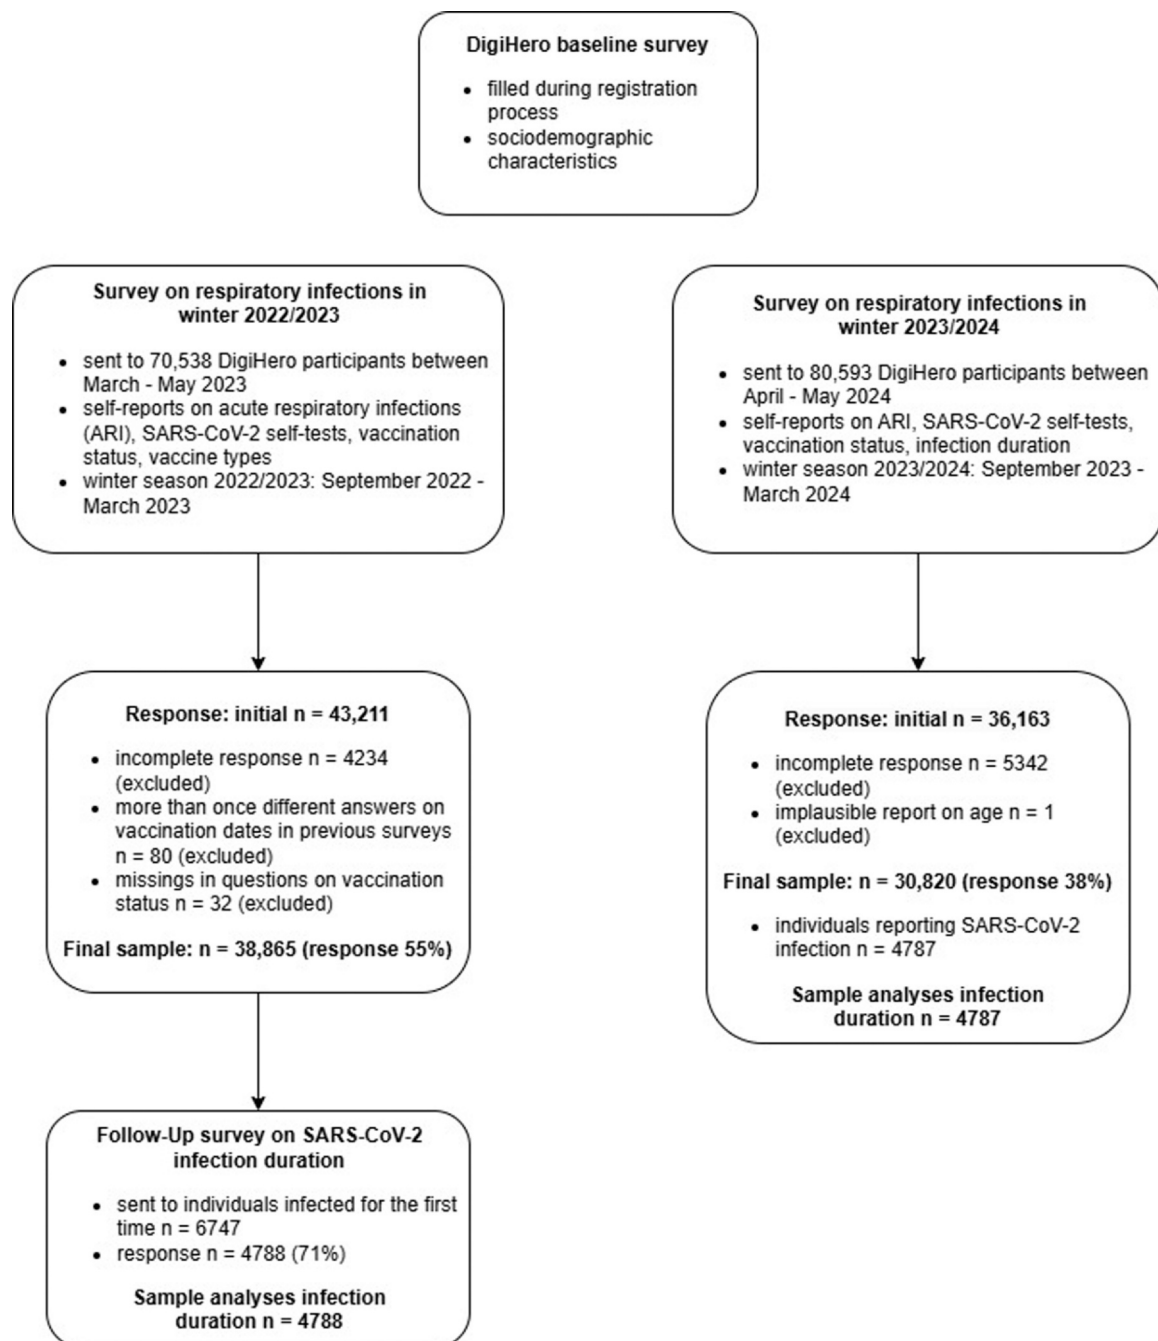 DigiHero baseline survey
• filled during registration
process
• sociodemographic
characteristics
Survey on respiratory infections in
winter 2022/2023
• sent to 70,538 DigiHero participants between
March - May 2023
• self-reports on acute respiratory infections
(ARI), SARS-CoV-2 self-tests, vaccination
status, vaccine types
• winter season 2022/2023: September 2022 -
March 2023
Survey on respiratory infections in
winter 2023/2024
• sent to 80,593 DigiHero participants between
April - May 2024
• self-reports on ARI, SARS-CoV-2 self-tests,
vaccination status, infection duration
• winter season 2023/2024: September 2023 -
March 2024
Response: initial n = 43,211
• incomplete response n = 4234
(excluded)
• more than once different answers on
vaccination dates in previous surveys
n = 80 (excluded)
• missings in questions on vaccination
status n = 32 (excluded)
Final sample: n = 38,865 (response 55%)
Response: initial n = 36,163
• incomplete response n = 5342
(excluded)
• implausible report on age n = 1
(excluded)
Final sample: n = 30,820 (response 38%)
• individuals reporting SARS-CoV-2
infection n = 4787
Sample analyses infection
duration n = 4787
Follow-Up survey on SARS-CoV-2
infection duration
• sent to individuals infected for the first
time n = 6747
• response n = 4788 (71%)
Sample analyses infection
duration n = 4788